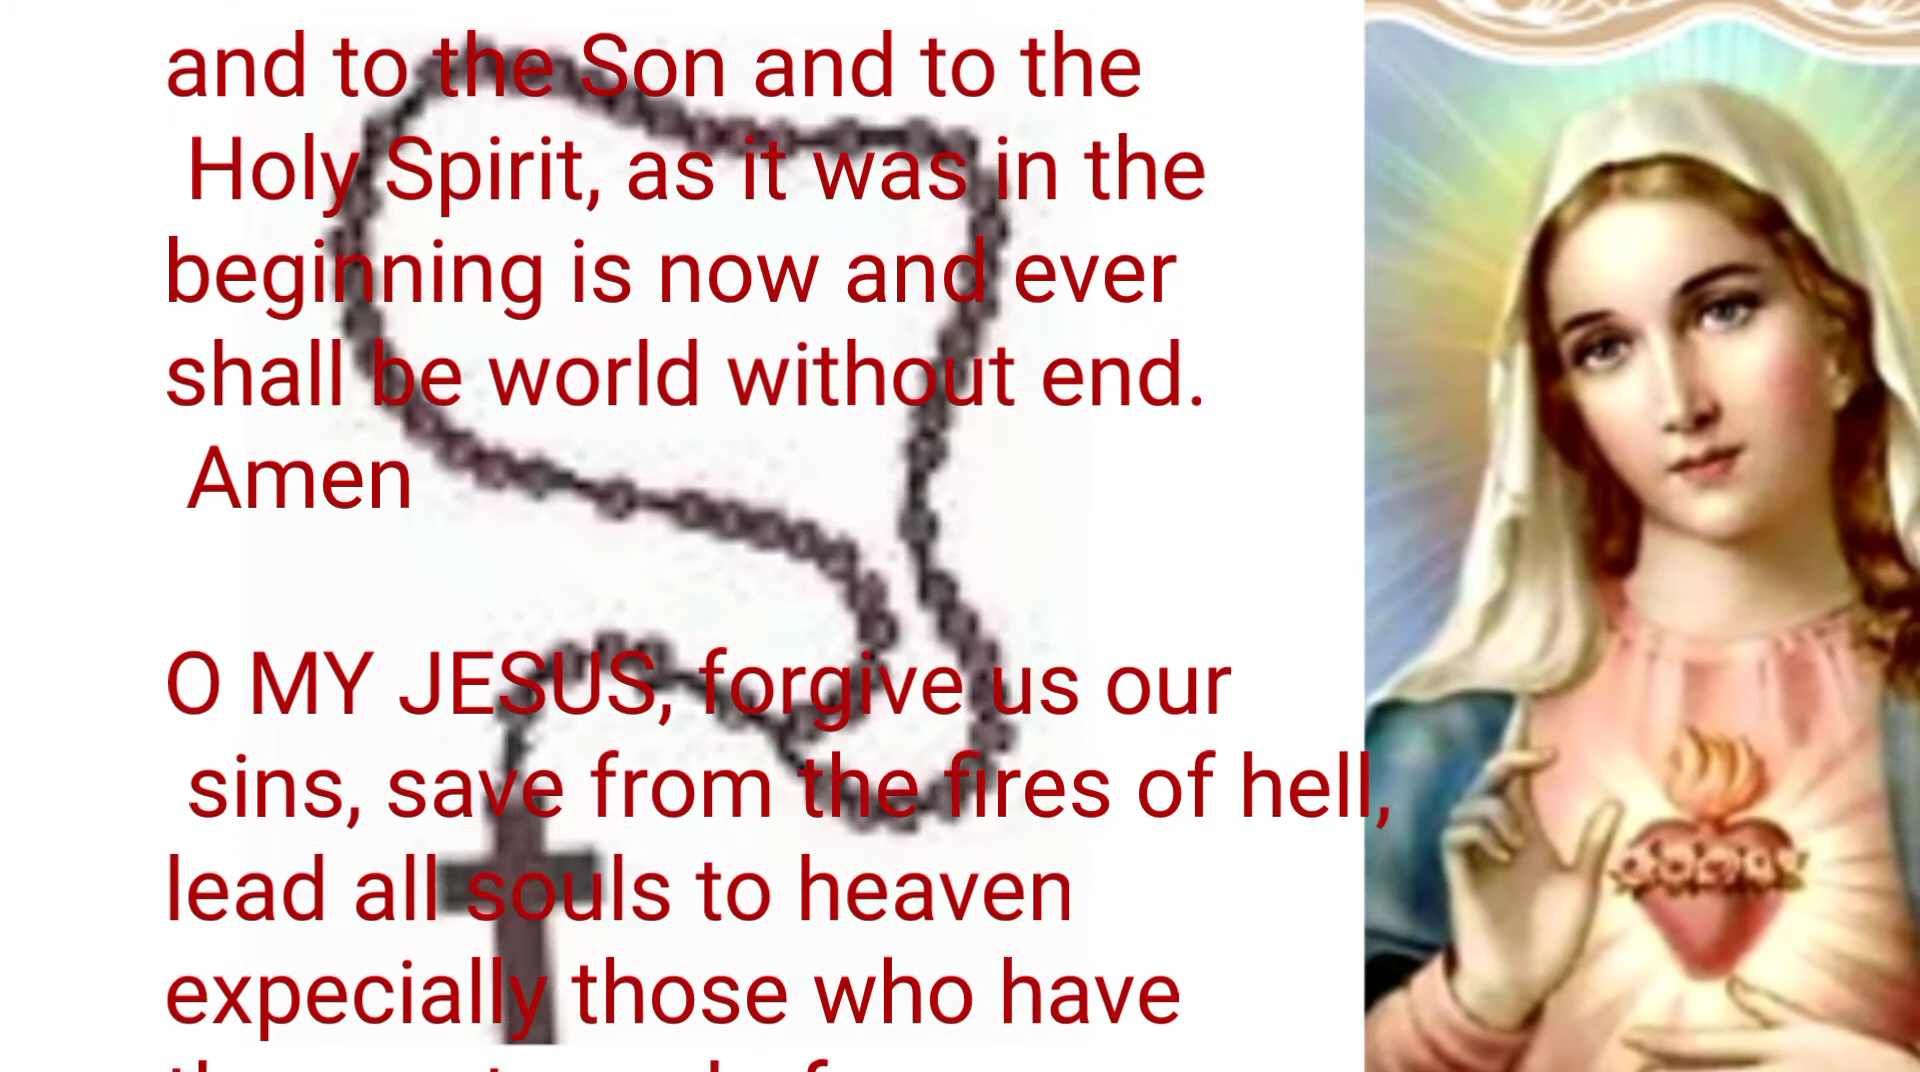 and to the Son and to the
Holy Spirit, as it was in the
beginning is now and ever
shall be world without end.
Amen
O MY JESUS, forgive us our
sins, save from the fires of hell,
lead all souls to heaven
expecially those who have